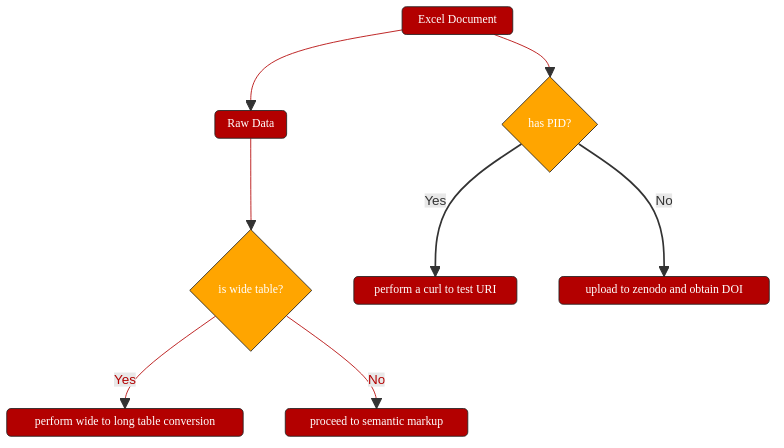 Excel Document
Raw Data
has PID?
Yes
No
is wide table?
perform a curl to test URI
upload to zenodo and obtain DOI
Yes
No
perform wide to long table conversion
proceed to semantic markup